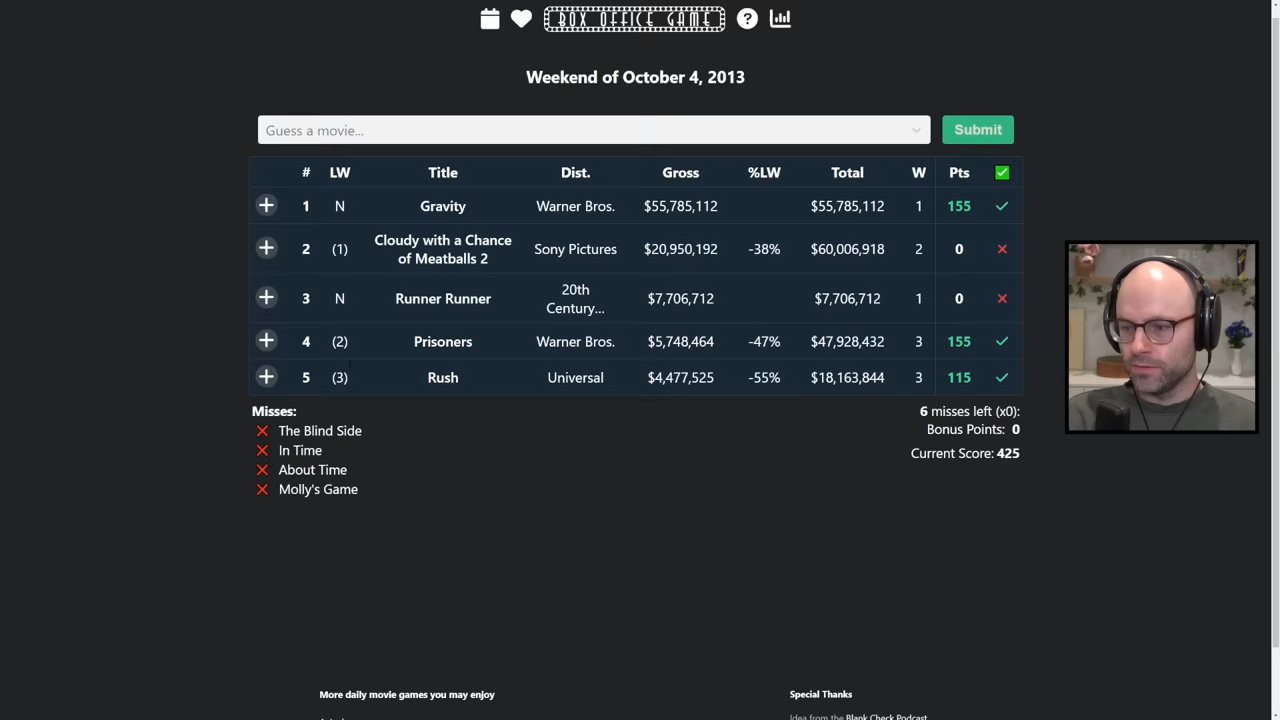 BOX OFFICE GAME
Weekend of October 4, 2013
Guess a movie...
Submit
# LW Title Dist. Gross %LW Total W Pts
1 N Gravity Warner Bros. $55,785,112 $55,785,112 1 155
2 (1) Cloudy with a Chance of Meatballs 2 Sony Pictures $20,950,192 -38% $60,006,918 2 0
3 N Runner Runner 20th Century... $7,706,712 $7,706,712 1 0
4 (2) Prisoners Warner Bros. $5,748,464 -47% $47,928,432 3 155
5 (3) Rush Universal $4,477,525 -55% $18,163,844 3 115
Misses:
The Blind Side
In Time
About Time
Molly's Game
6 misses left (x0):
Bonus Points: 0
Current Score: 425
More daily movie games you may enjoy
Special Thanks
Idea from the Blank Check Podcast